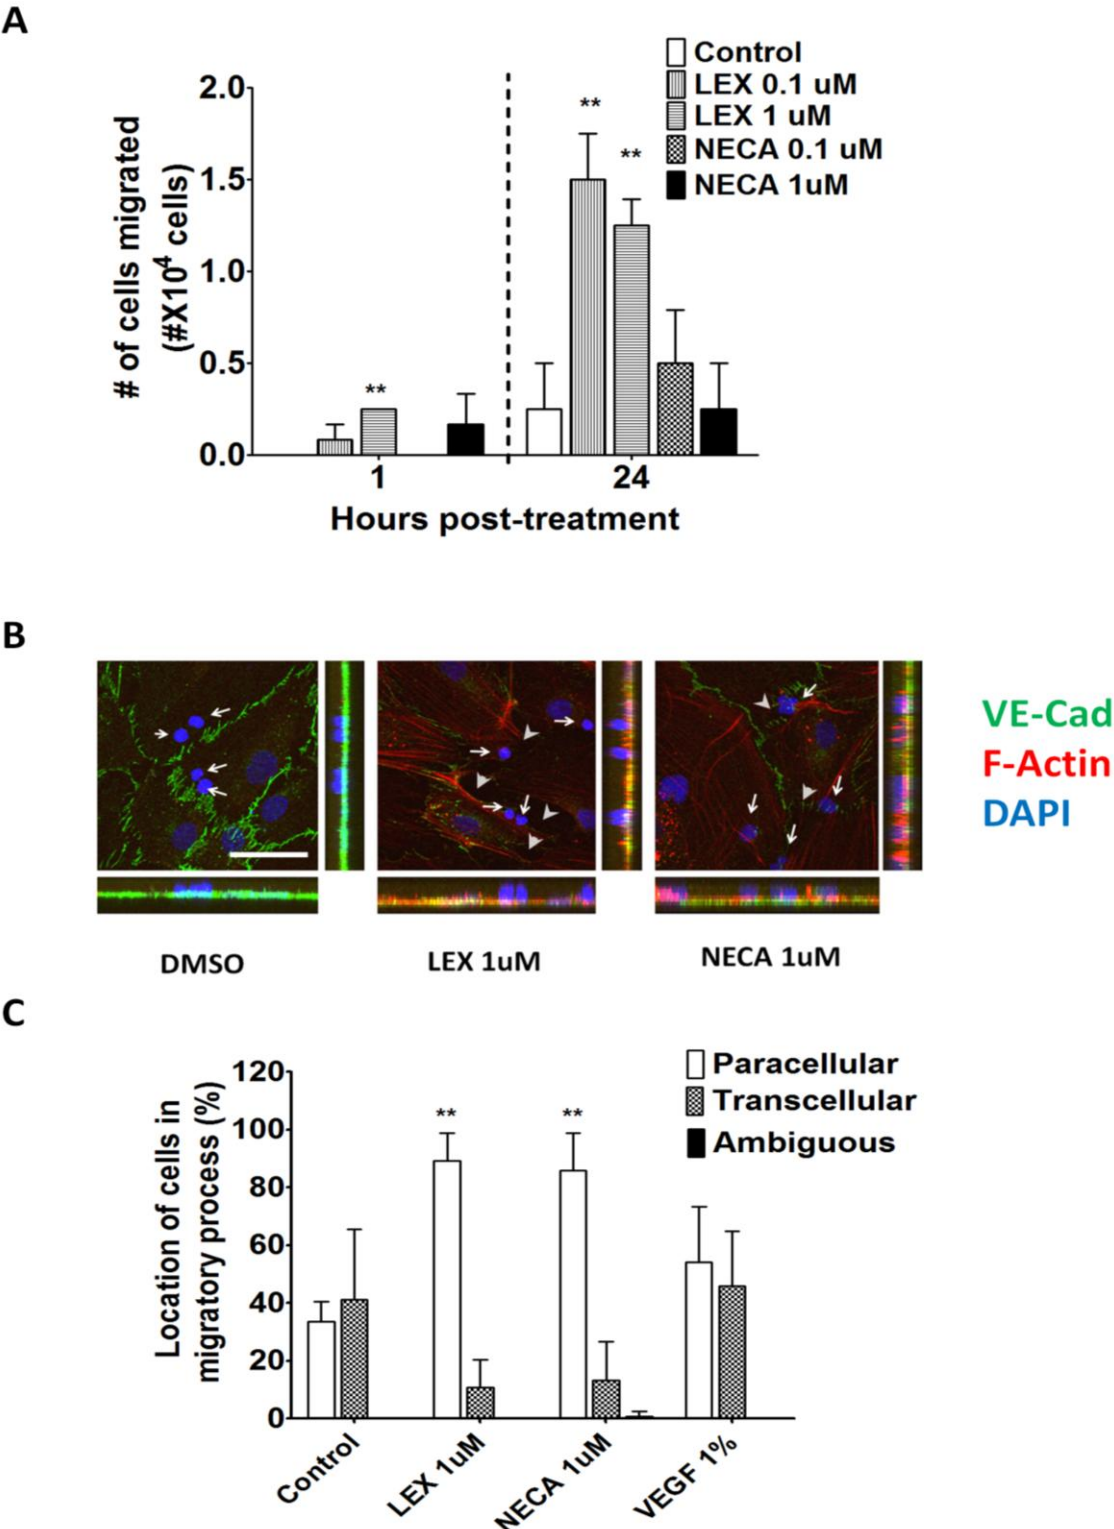 A
Control
LEX 0.1 uM
LEX 1 uM
NECA 0.1 uM
NECA 1uM
# of cells migrated
(#X10⁴ cells)
2.0
1.5
1.0
0.5
0.0
**
**
**
1
24
Hours post-treatment
B
VE-Cad
F-Actin
DAPI
DMSO
LEX 1uM
NECA 1uM
C
Paracellular
Transcellular
Ambiguous
Location of cells in
migratory process (%)
120
100
80
60
40
20
0
**
**
Control
LEX 1uM
NECA 1uM
VEGF 1%